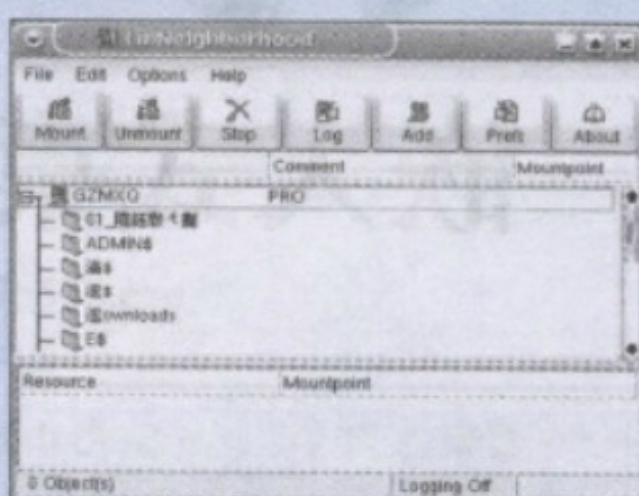 LinNeighborhood
File Edit Options Help
Mount Unmount Stop Log Add Prefs About
Comment Mountpoint
GZMXQ PRO
ADMIN$
E$
Resource Mountpoint
0 Object(s) Logging Off